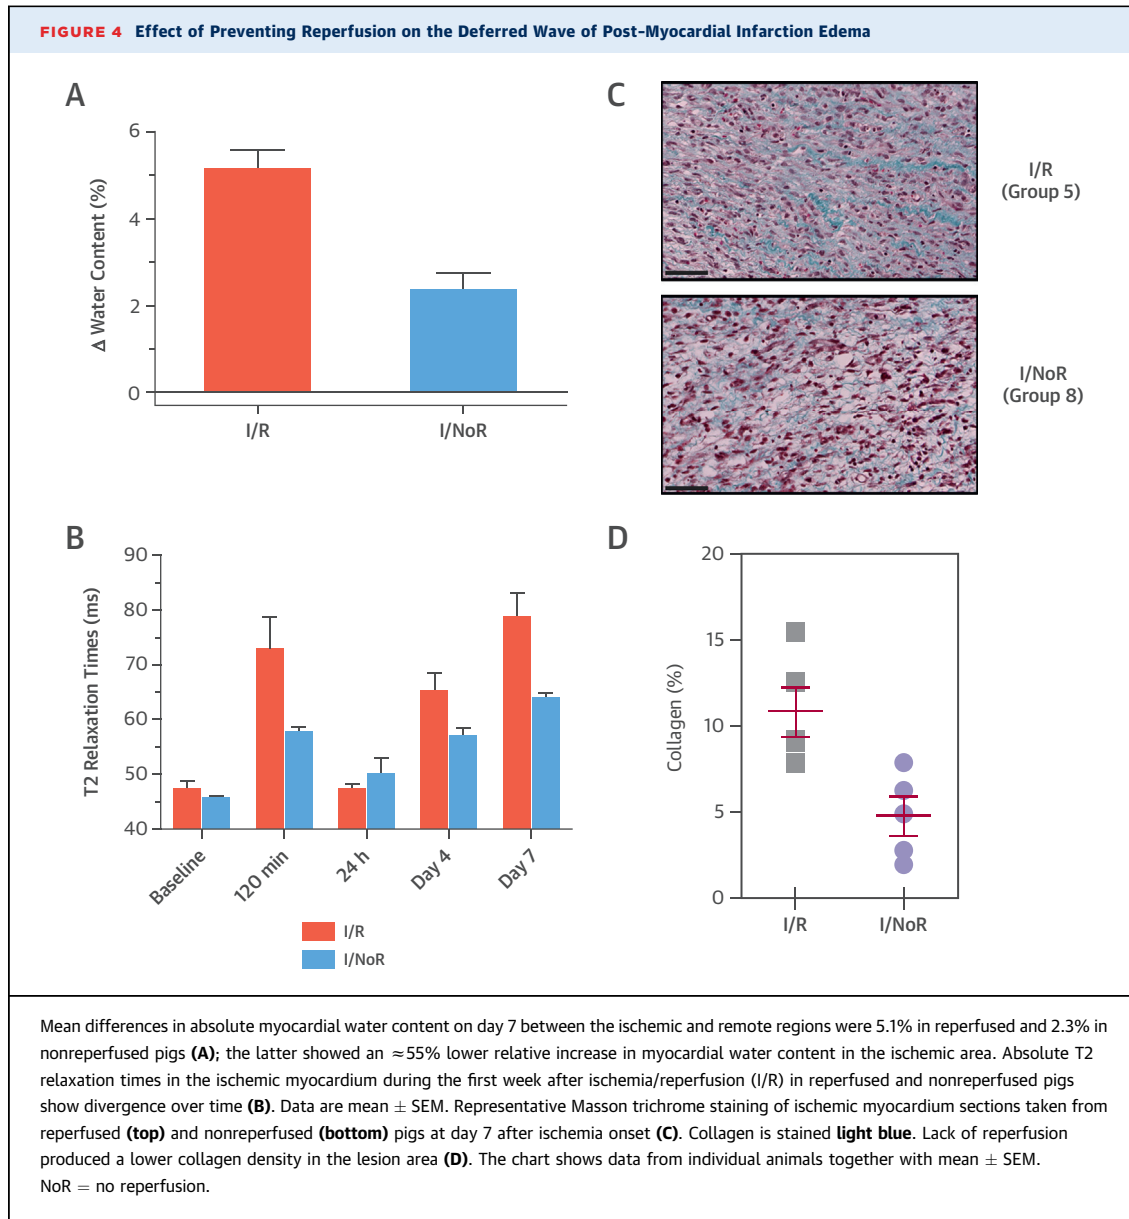 FIGURE 4 Effect of Preventing Reperfusion on the Deferred Wave of Post-Myocardial Infarction Edema
A
6
4
2
0
Δ Water Content (%)
I/R
I/NoR
C
I/R
(Group 5)
I/NoR
(Group 8)
B
90
80
70
60
50
40
T2 Relaxation Times (ms)
Baseline
120 min
24 h
Day 4
Day 7
I/R
I/NoR
D
20
15
10
5
0
Collagen (%)
I/R
I/NoR
Mean differences in absolute myocardial water content on day 7 between the ischemic and remote regions were 5.1% in reperfused and 2.3% in
nonreperfused pigs (A); the latter showed an ≈55% lower relative increase in myocardial water content in the ischemic area. Absolute T2
relaxation times in the ischemic myocardium during the first week after ischemia/reperfusion (I/R) in reperfused and nonreperfused pigs
show divergence over time (B). Data are mean ± SEM. Representative Masson trichrome staining of ischemic myocardium sections taken from
reperfused (top) and nonreperfused (bottom) pigs at day 7 after ischemia onset (C). Collagen is stained light blue. Lack of reperfusion
produced a lower collagen density in the lesion area (D). The chart shows data from individual animals together with mean ± SEM.
NoR = no reperfusion.